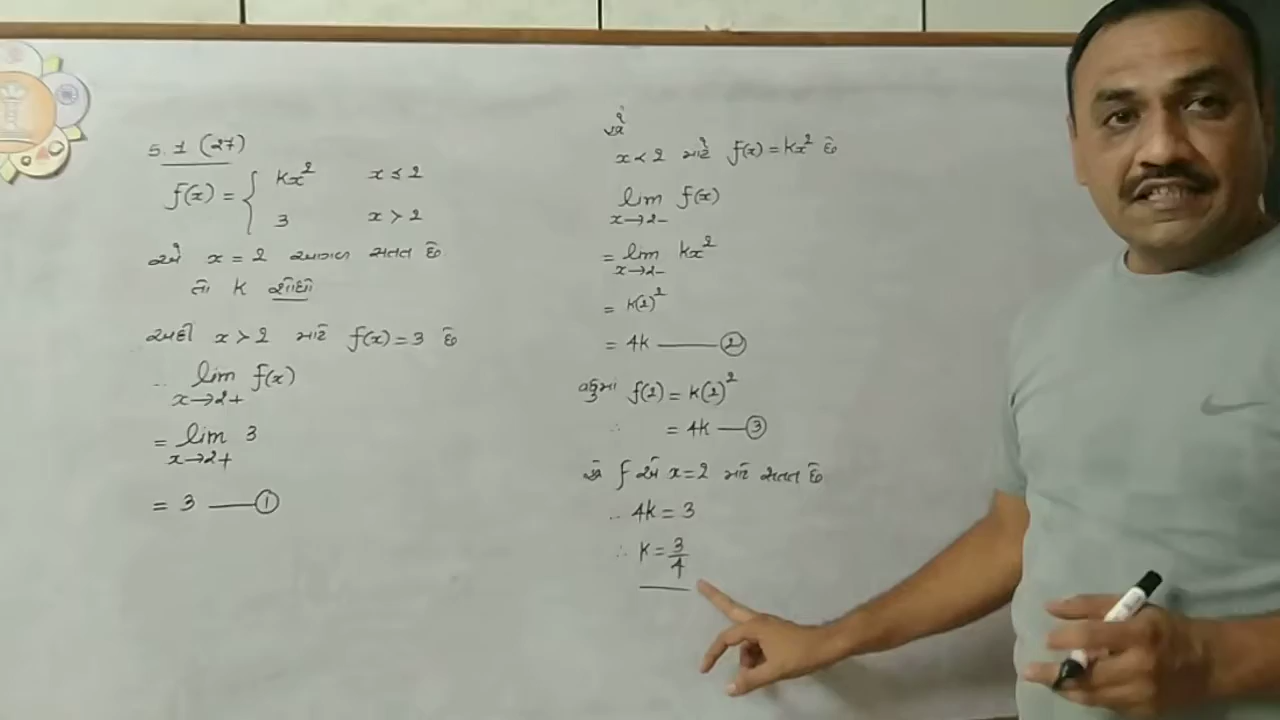 5.1 (27)
f(x) = { kx² x ≤ 2
3 x > 2
એ x = 2 આગળ સતત છે
તો k શોધો
અહીં x > 2 માટે f(x) = 3 છે
∴ lim f(x)
x→2+
= lim 3
x→2+
= 3 —— ①
x < 2 માટે f(x) = kx² છે
lim f(x)
x→2-
= lim kx²
x→2-
= k(2)²
= 4k —— ②
વધુમાં f(2) = k(2)²
∴ = 4k — ③
f એ x = 2 માટે સતત છે
∴ 4k = 3
∴ k = 3/4